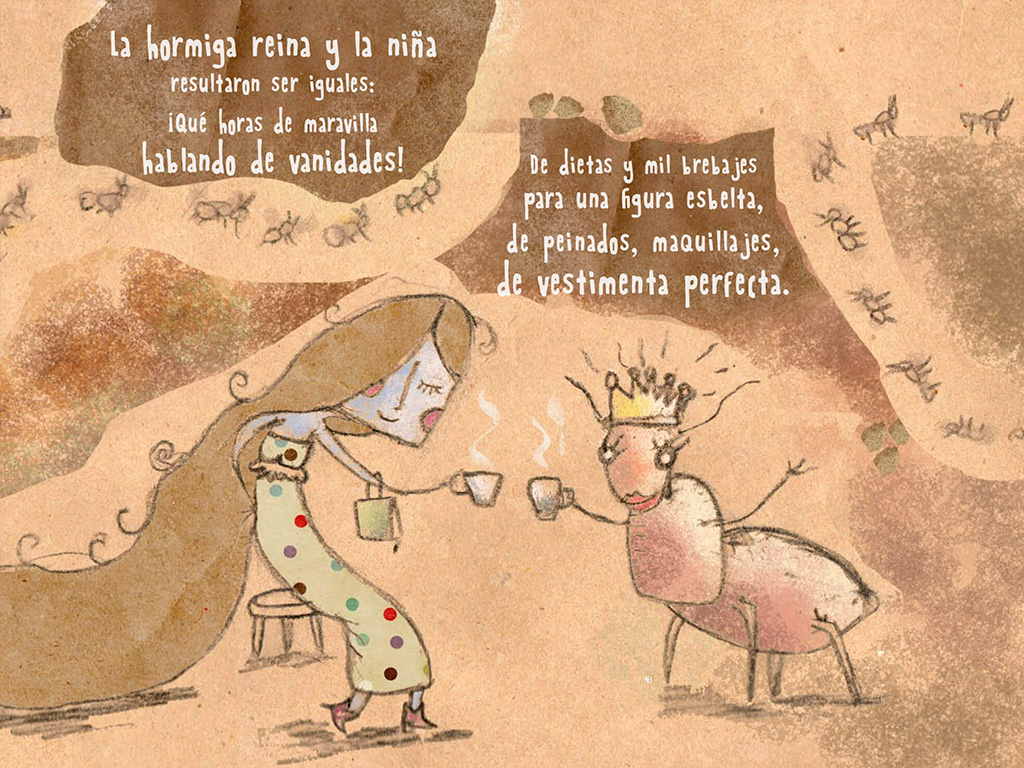 La hormiga reina y la niña
resultaron ser iguales:
¡Qué horas de maravilla
hablando de vanidades!
De dietas y mil brebajes
para una figura esbelta,
de peinados, maquillajes,
de vestimenta perfecta.